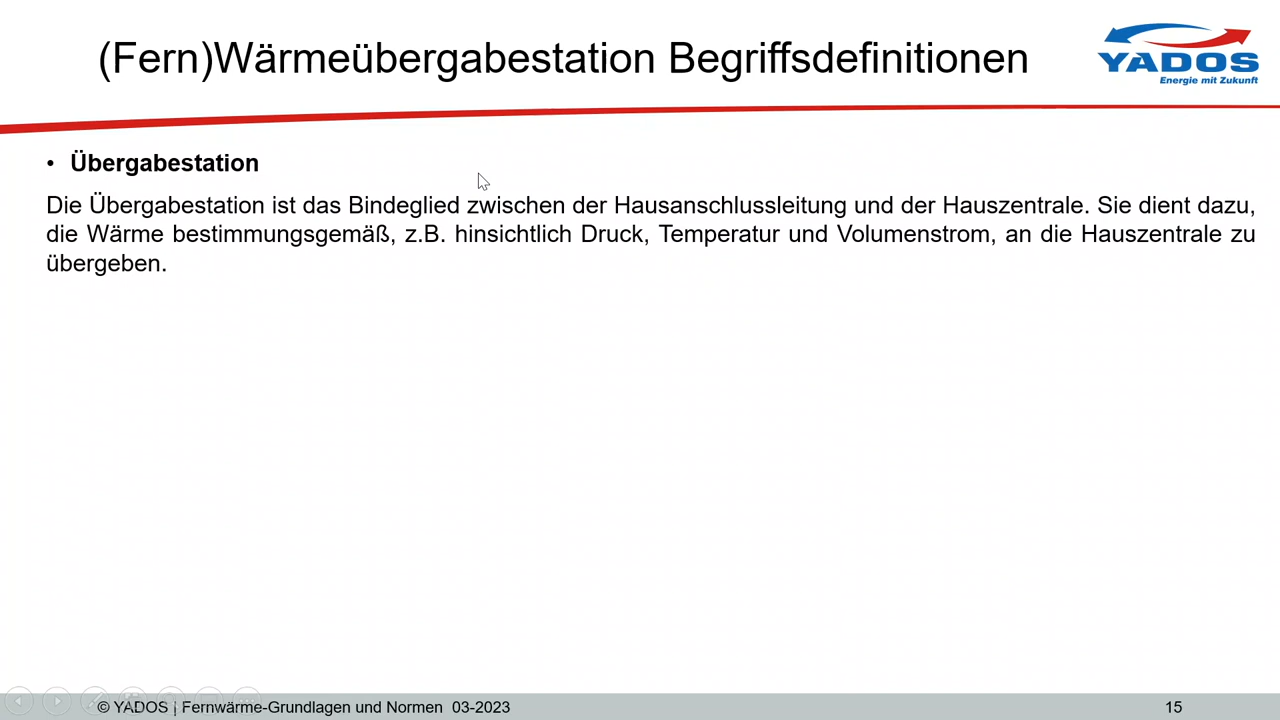 (Fern)Wärmeübergabestation Begriffsdefinitionen
YADOS
Energie mit Zukunft
• Übergabestation
Die Übergabestation ist das Bindeglied zwischen der Hausanschlussleitung und der Hauszentrale. Sie dient dazu,
die Wärme bestimmungsgemäß, z.B. hinsichtlich Druck, Temperatur und Volumenstrom, an die Hauszentrale zu
übergeben.
© YADOS | Fernwärme-Grundlagen und Normen 03-2023
15